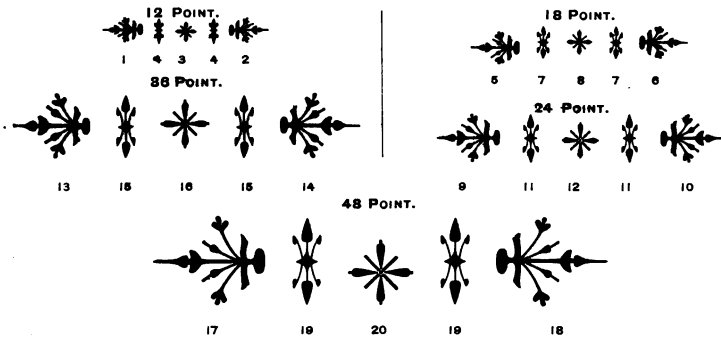 12 POINT.
1 4 3 4 2
36 POINT.
13 15 16 15 14
18 POINT.
5 7 8 7 6
24 POINT.
9 11 12 11 10
48 POINT.
17 19 20 19 18